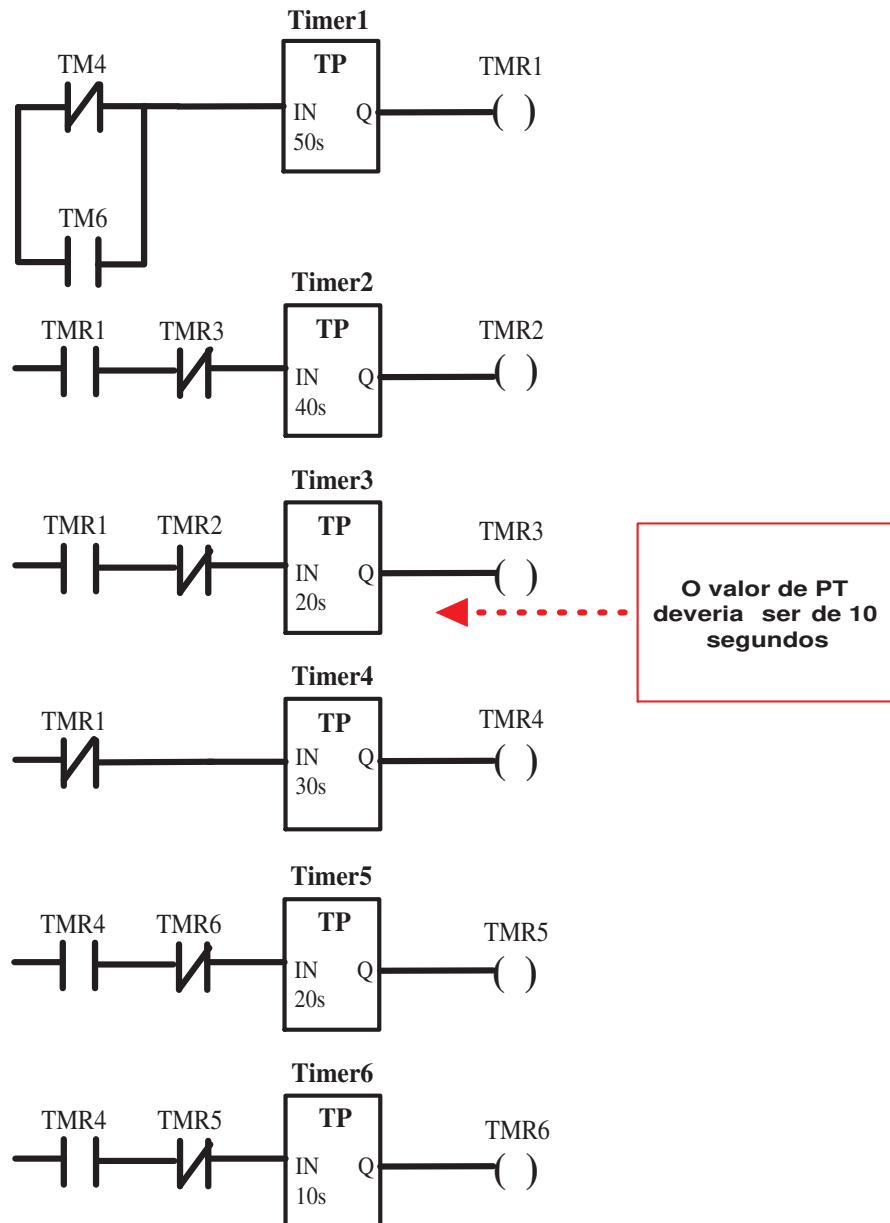 Timer1
TM4
TP
TMR1
IN Q
50s
( )
TM6
Timer2
TMR1 TMR3
TP
TMR2
IN Q
40s
( )
Timer3
TMR1 TMR2
TP
TMR3
IN Q
20s
( )
O valor de PT
deveria ser de 10
segundos
Timer4
TMR1
TP
TMR4
IN Q
30s
( )
Timer5
TMR4 TMR6
TP
TMR5
IN Q
20s
( )
Timer6
TMR4 TMR5
TP
TMR6
IN Q
10s
( )